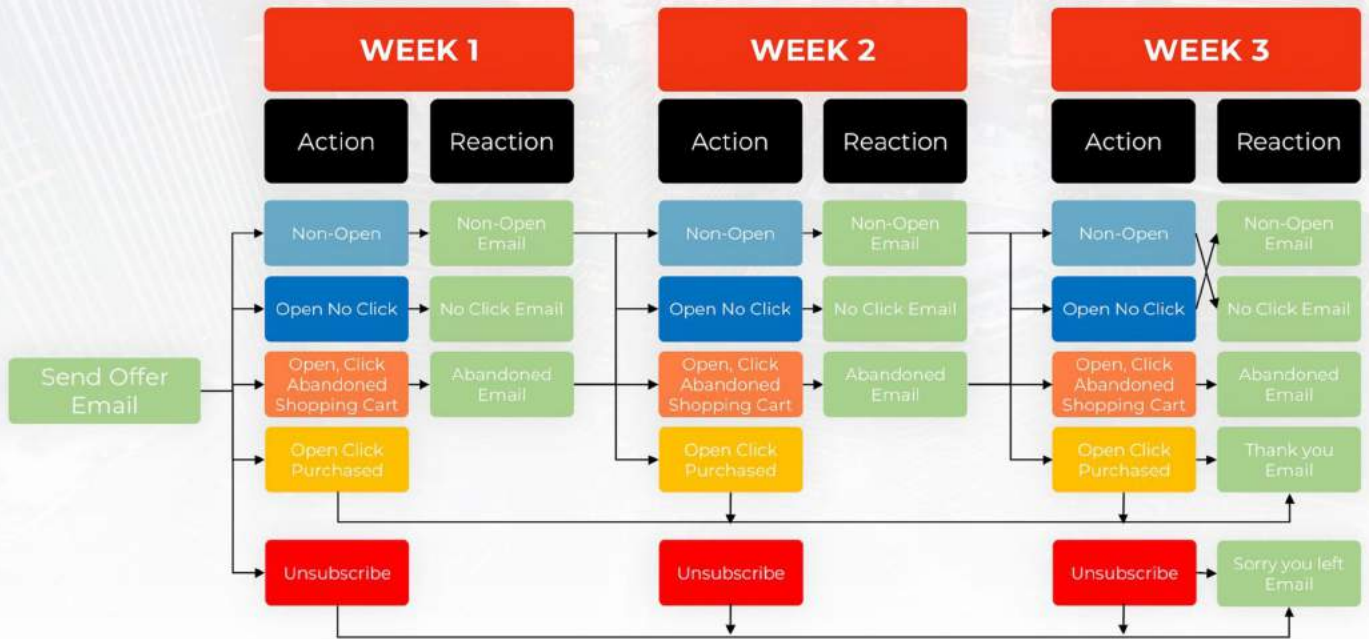 WEEK 1
WEEK 2
WEEK 3
Action
Reaction
Action
Reaction
Action
Reaction
Non-Open
Non-Open
Email
Non-Open
Non-Open
Email
Non-Open
Non-Open
Email
Open No Click
No Click Email
Open No Click
No Click Email
Open No Click
No Click Email
Send Offer
Email
Open, Click
Abandoned
Shopping Cart
Abandoned
Email
Open, Click
Abandoned
Shopping Cart
Abandoned
Email
Open, Click
Abandoned
Shopping Cart
Abandoned
Email
Open Click
Purchased
Open Click
Purchased
Open Click
Purchased
Thank you
Email
Unsubscribe
Unsubscribe
Unsubscribe
Sorry you left
Email